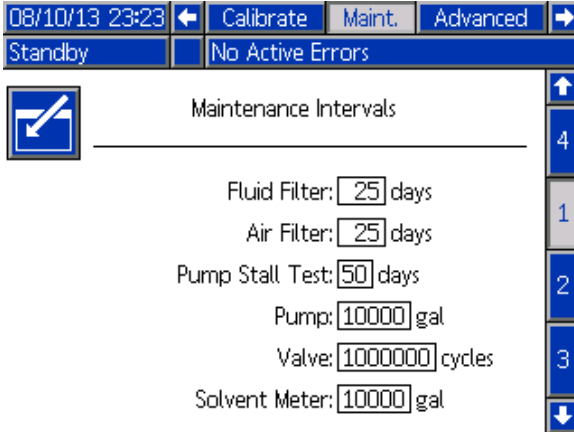 08/10/13 23:23 Calibrate Maint. Advanced
Standby No Active Errors
Maintenance Intervals
4
1
2
3
Fluid Filter: 25 days
Air Filter: 25 days
Pump Stall Test: 50 days
Pump: 10000 gal
Valve: 1000000 cycles
Solvent Meter: 10000 gal